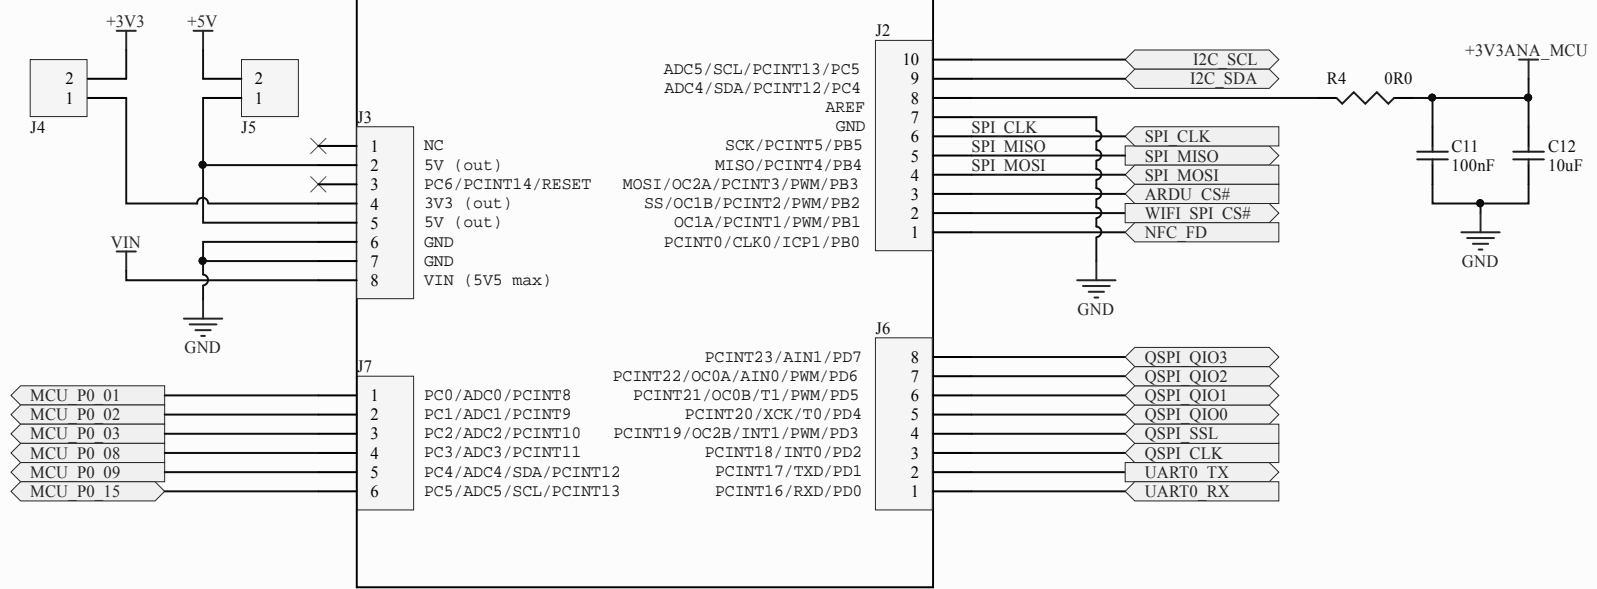 +3V3
+5V
2
1
J4
2
1
J5
J3
1 NC
2 5V (out)
3 PC6/PCINT14/RESET
4 3V3 (out)
5 5V (out)
6 GND
7 GND
8 VIN (5V5 max)
VIN
GND
J7
MCU_P0_01 1 PC0/ADC0/PCINT8
MCU_P0_02 2 PC1/ADC1/PCINT9
MCU_P0_03 3 PC2/ADC2/PCINT10
MCU_P0_08 4 PC3/ADC3/PCINT11
MCU_P0_09 5 PC4/ADC4/SDA/PCINT12
MCU_P0_15 6 PC5/ADC5/SCL/PCINT13
J2
ADC5/SCL/PCINT13/PC5 10 I2C_SCL
ADC4/SDA/PCINT12/PC4 9 I2C_SDA
AREF 8
GND 7
SCK/PCINT5/PB5 6 SPI_CLK SPI_CLK
MISO/PCINT4/PB4 5 SPI_MISO SPI_MISO
MOSI/OC2A/PCINT3/PWM/PB3 4 SPI_MOSI SPI_MOSI
SS/OC1B/PCINT2/PWM/PB2 3 ARDU_CS#
OC1A/PCINT1/PWM/PB1 2 WIFI_SPI_CS#
PCINT0/CLK0/ICP1/PB0 1 NFC_FD
GND
R4 0R0
+3V3ANA_MCU
C11
100nF
C12
10uF
GND
J6
PCINT23/AIN1/PD7 8 QSPI_QIO3
PCINT22/OC0A/AIN0/PWM/PD6 7 QSPI_QIO2
PCINT21/OC0B/T1/PWM/PD5 6 QSPI_QIO1
PCINT20/XCK/T0/PD4 5 QSPI_QIO0
PCINT19/OC2B/INT1/PWM/PD3 4 QSPI_SSL
PCINT18/INT0/PD2 3 QSPI_CLK
PCINT17/TXD/PD1 2 UART0_TX
PCINT16/RXD/PD0 1 UART0_RX